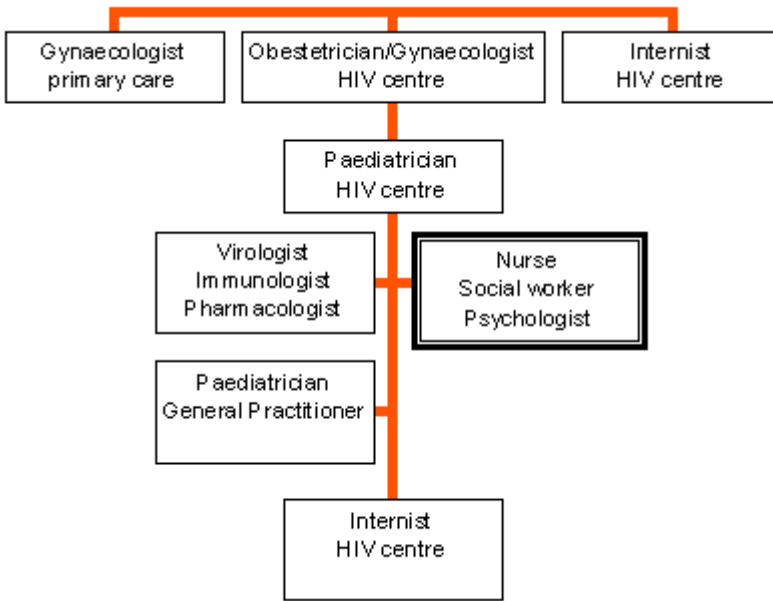 Gynaecologist
primary care
Obestetrician/Gynaecologist
HIV centre
Internist
HIV centre
Paediatrician
HIV centre
Virologist
Immunologist
Pharmacologist
Nurse
Social worker
Psychologist
Paediatrician
General Practitioner
Internist
HIV centre